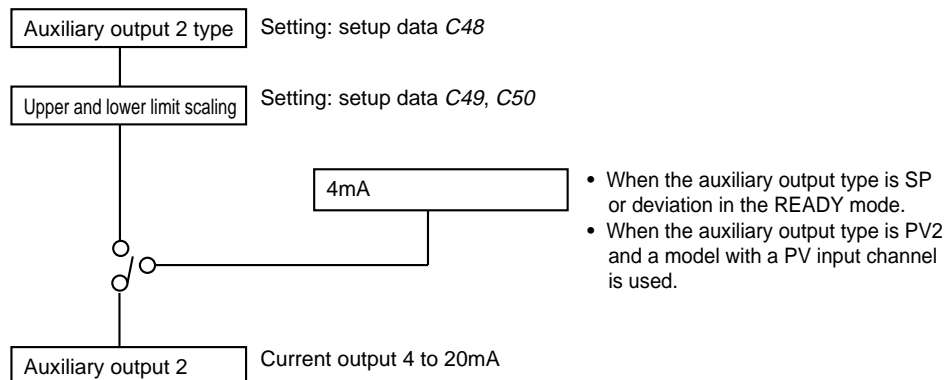 Auxiliary output 2 type
Setting: setup data C48
Upper and lower limit scaling
Setting: setup data C49, C50
4mA
• When the auxiliary output type is SP
or deviation in the READY mode.
• When the auxiliary output type is PV2
and a model with a PV input channel
is used.
Auxiliary output 2
Current output 4 to 20mA